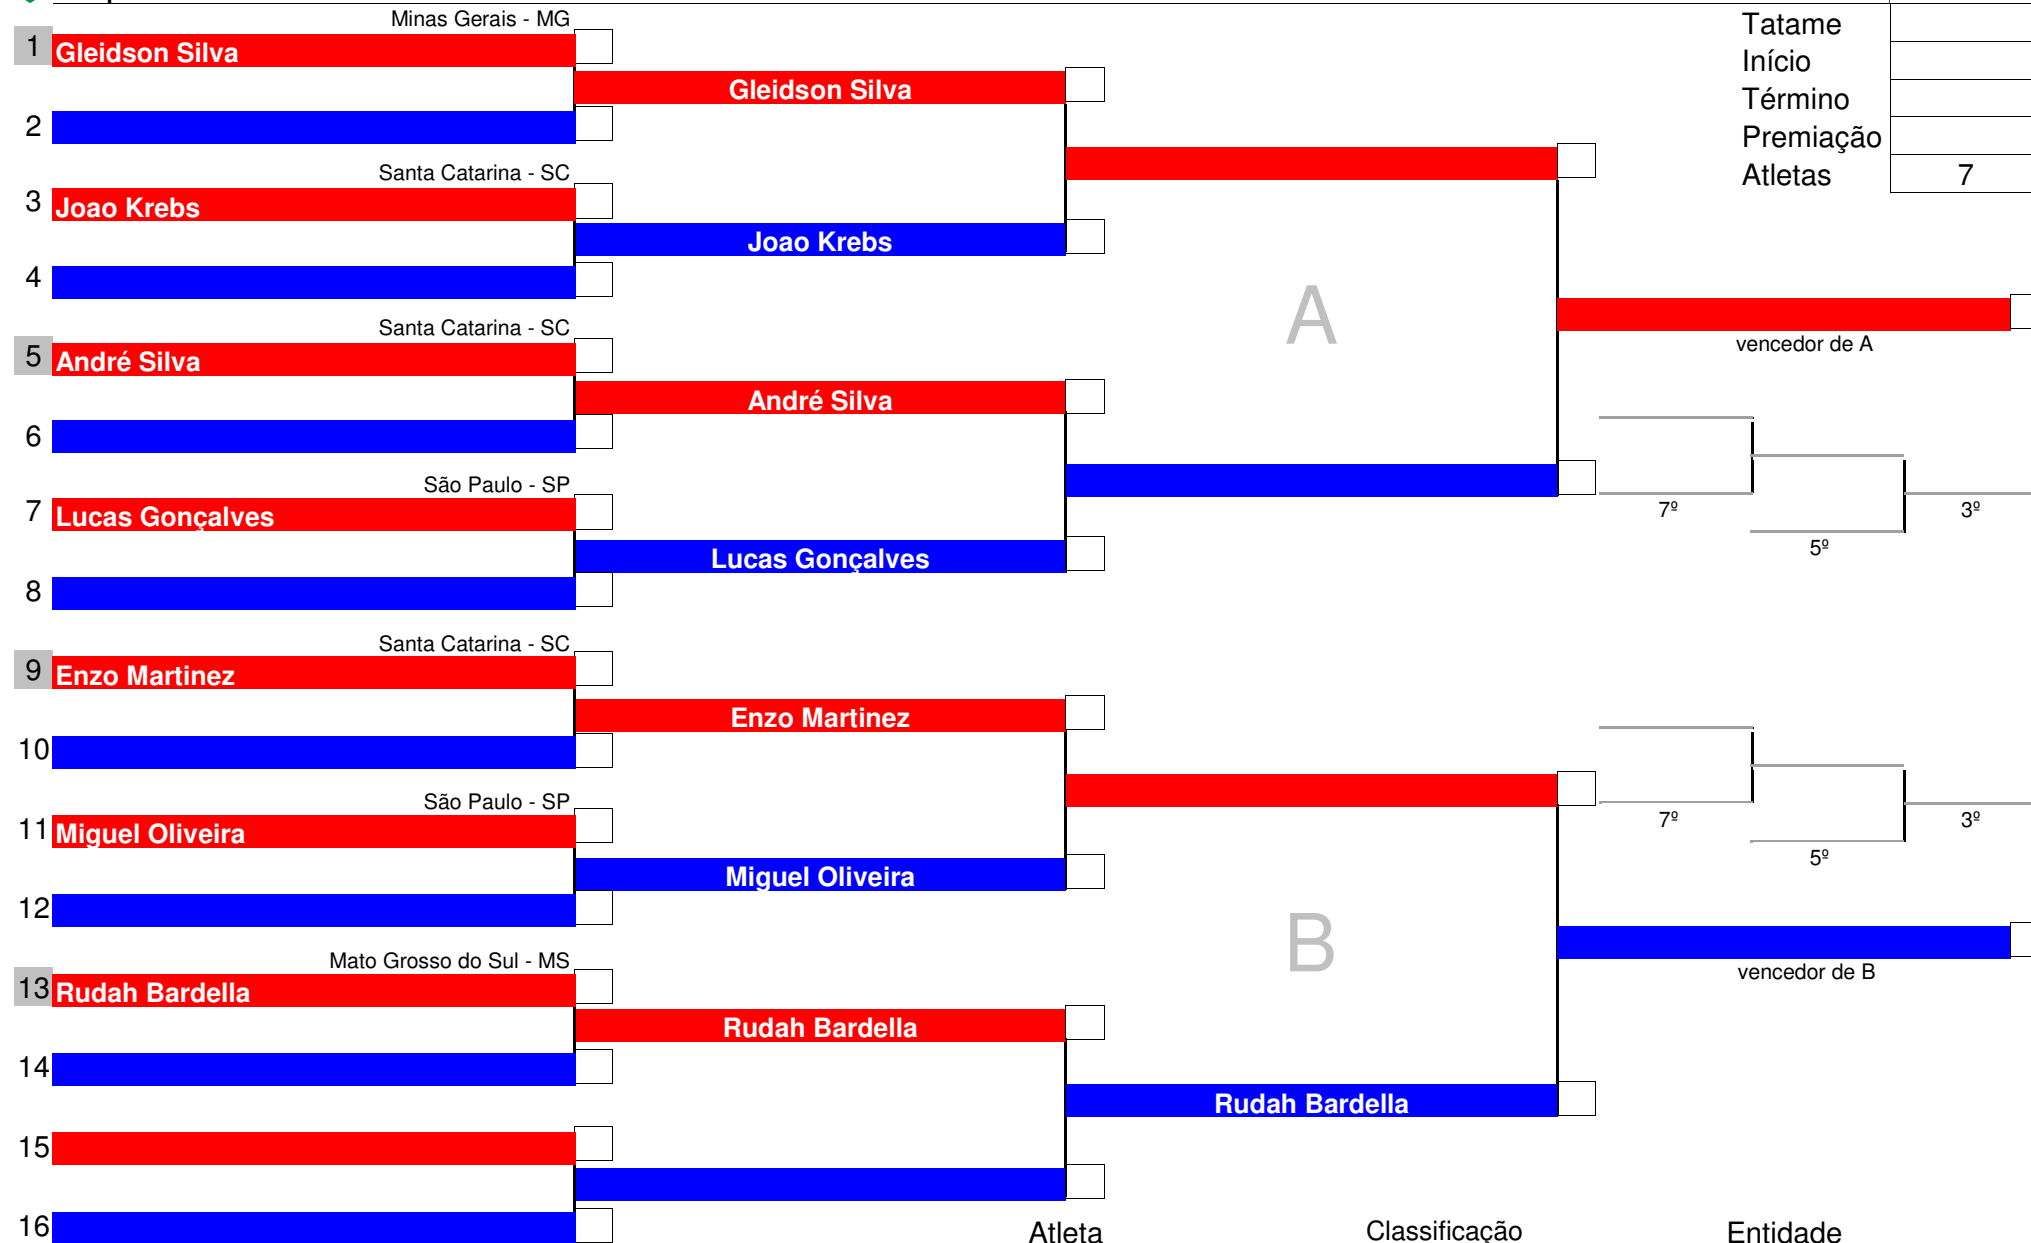 Minas Gerais - MG
1 Gleidson Silva
Gleidson Silva
2
Santa Catarina - SC
3 Joao Krebs
Joao Krebs
4
Santa Catarina - SC
5 André Silva
André Silva
6
São Paulo - SP
7 Lucas Gonçalves
Lucas Gonçalves
8
Santa Catarina - SC
9 Enzo Martinez
Enzo Martinez
10
São Paulo - SP
11 Miguel Oliveira
Miguel Oliveira
12
Mato Grosso do Sul - MS
13 Rudah Bardella
Rudah Bardella
14
Rudah Bardella
15
16
A
B
Tatame
Início
Término
Premiação
Atletas 7
vencedor de A
7º
3º
5º
7º
3º
5º
vencedor de B
Atleta Classificação Entidade